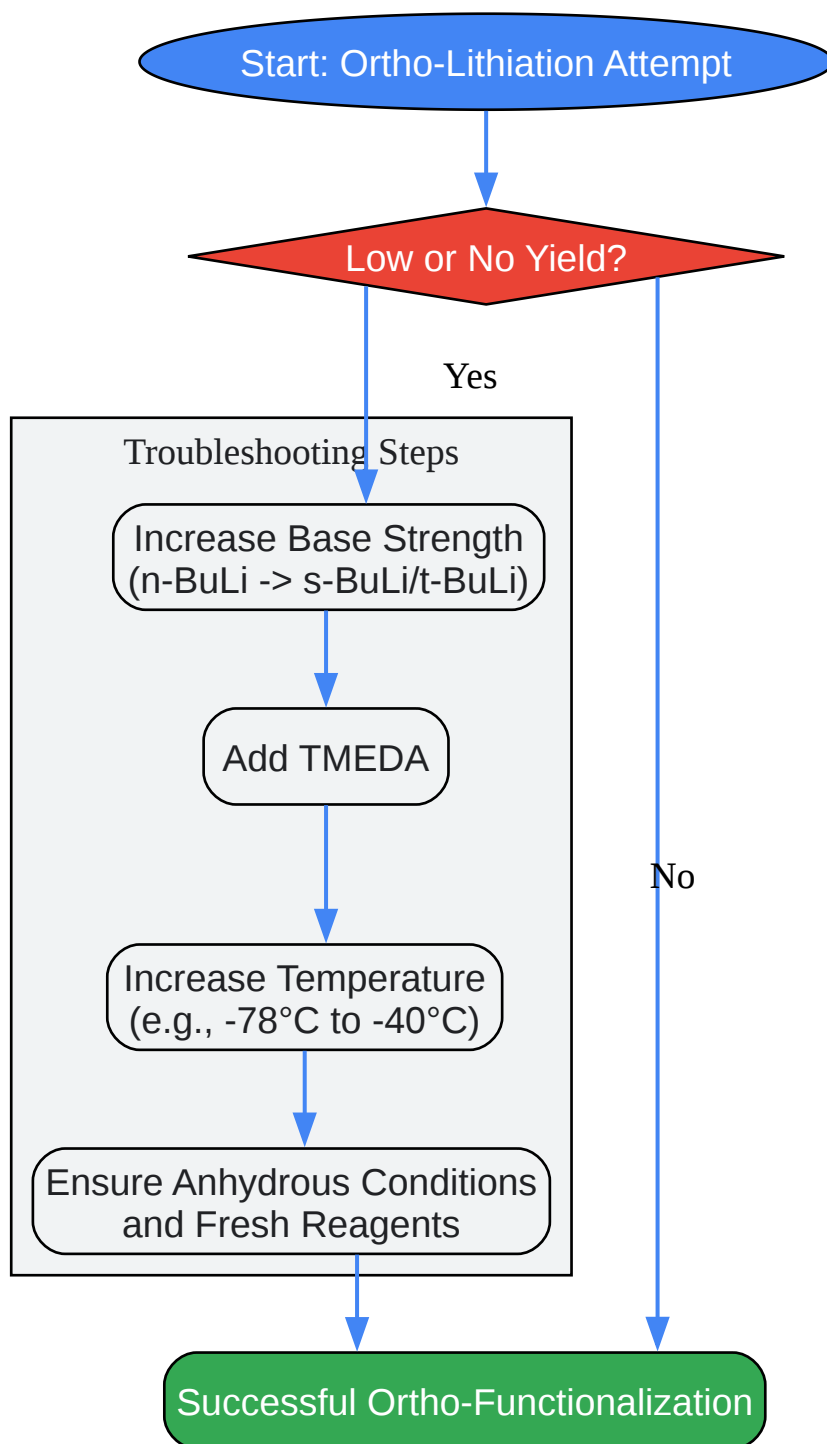 Start: Ortho-Lithiation Attempt
Low or No Yield?
Yes
Troubleshooting Steps
Increase Base Strength
(n-BuLi -> s-BuLi/t-BuLi)
Add TMEDA
No
Increase Temperature
(e.g., -78°C to -40°C)
Ensure Anhydrous Conditions
and Fresh Reagents
Successful Ortho-Functionalization